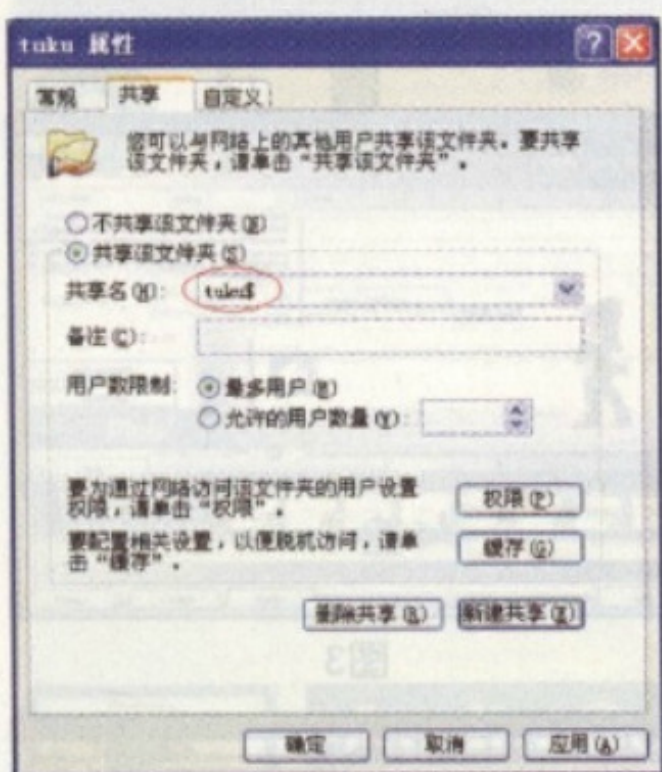 tuku 属性
常规 共享 自定义
您可以与网络上的其他用户共享该文件夹。要共享
该文件夹,请单击“共享该文件夹”。
不共享该文件夹(N)
共享该文件夹(S)
共享名(H):
tuku$
备注(C):
用户数限制:
最多用户(M)
允许的用户数量(Y):
要为通过网络访问该文件夹的用户设置
权限,请单击“权限”。
权限(P)
要配置相关设置,以便脱机访问,请单
击“缓存”。
缓存(G)
删除共享(R)
新建共享(W)
图3
确定
取消
应用(A)